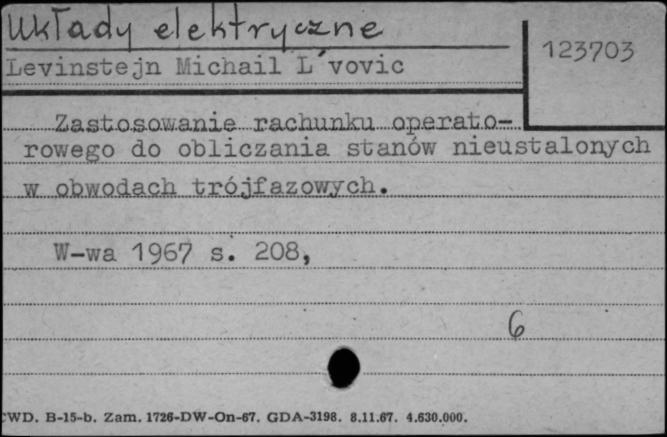 Układy elektryczne
123703
Levinstejn Michail L'vovic
Zastosowanie rachunku operato-
rowego do obliczania stanów nieustalonych
w obwodach trójfazowych.
W-wa 1967 s. 208,
6
CWD. B-15-b. Zam. 1726-DW-On-67. GDA-3198. 8.11.67. 4.630.000.